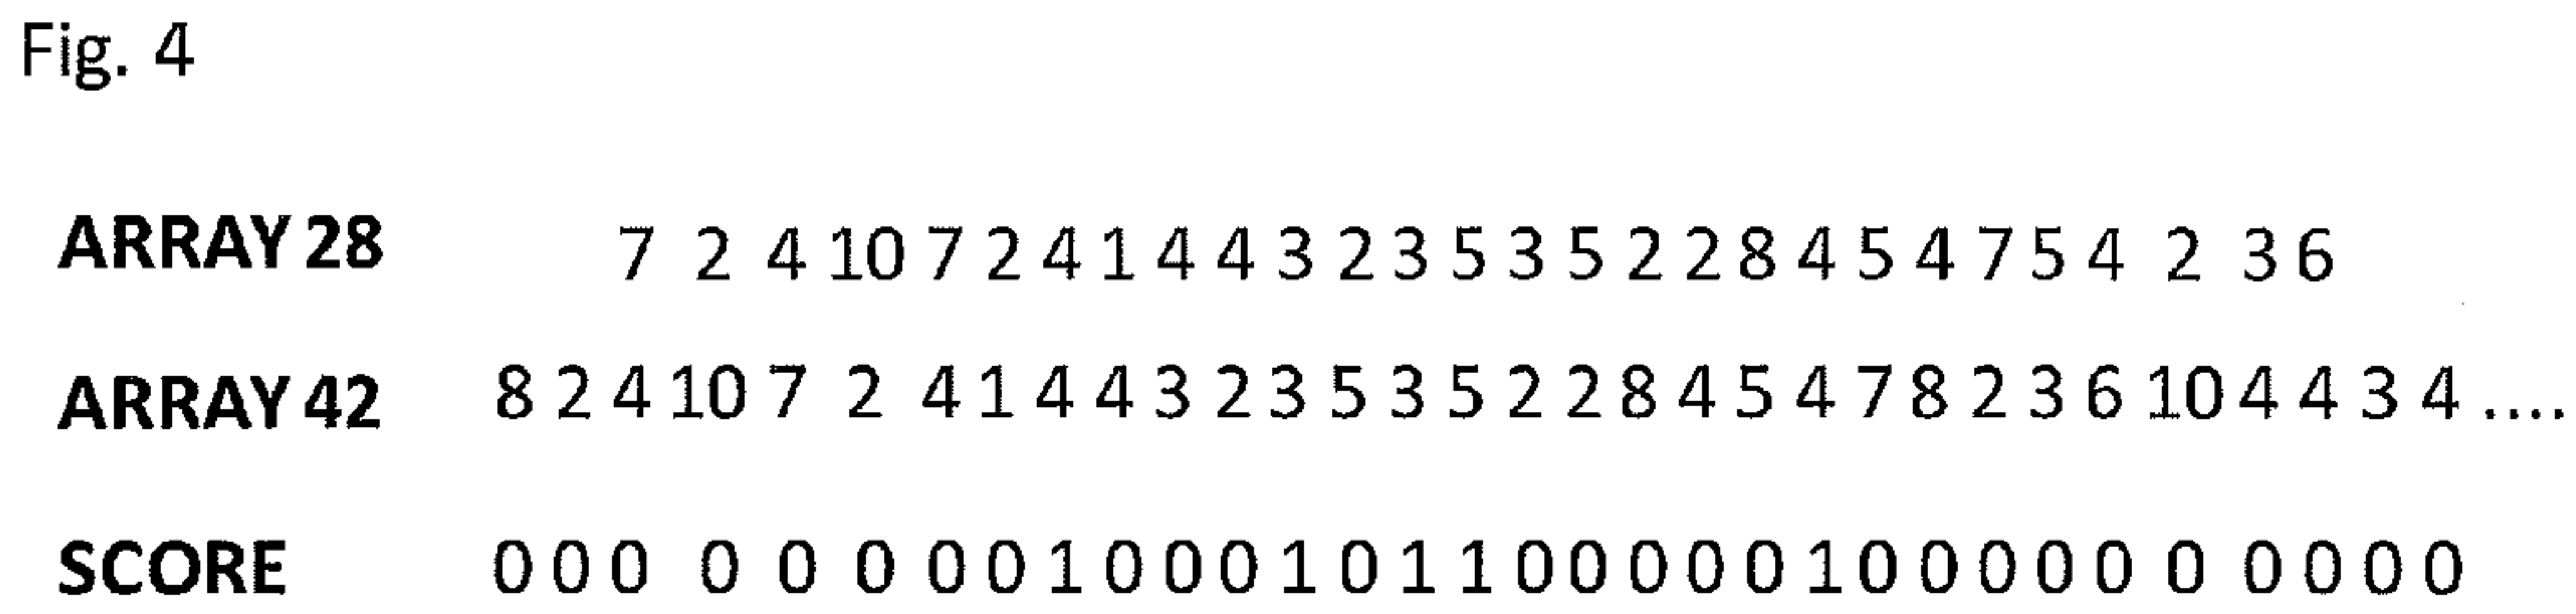 Fig. 4
ARRAY 28 7 2 4 10 7 2 4 1 4 4 3 2 3 5 3 5 2 2 8 4 5 4 7 5 4 2 3 6
ARRAY 42 8 2 4 10 7 2 4 1 4 4 3 2 3 5 3 5 2 2 8 4 5 4 7 8 2 3 6 10 4 4 3 4 ....
SCORE 0 0 0 0 0 0 0 0 1 0 0 0 1 0 1 1 0 0 0 0 0 1 0 0 0 0 0 0 0 0 0 0